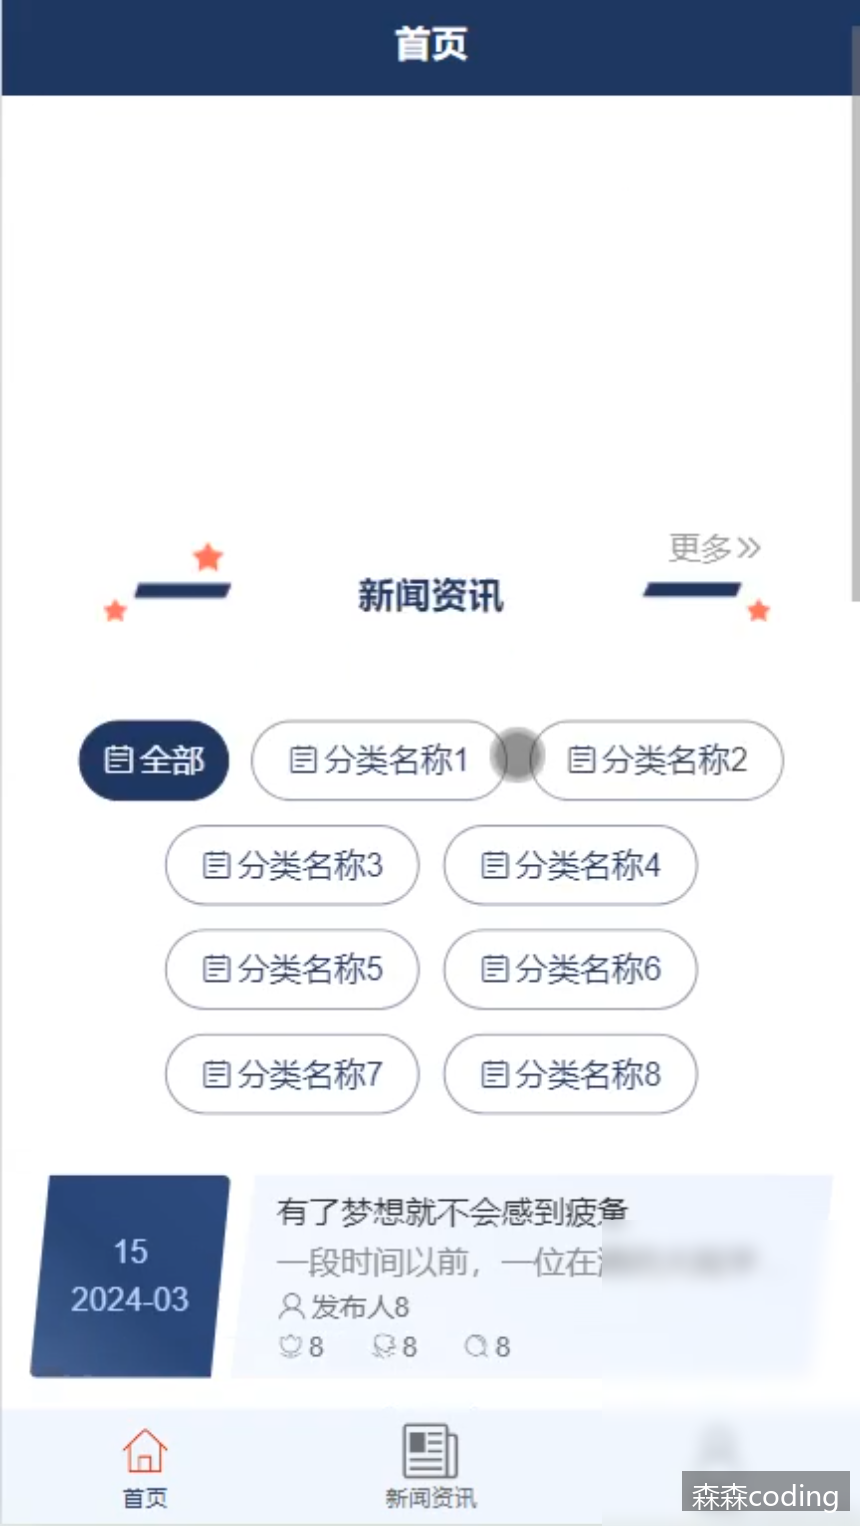 首页
更多
新闻资讯
全部 分类名称1 分类名称2
分类名称3 分类名称4
分类名称5 分类名称6
分类名称7 分类名称8
15
2024-03
有了梦想就不会感到疲惫
一段时间以前，一位在
发布人8
8 8 8
首页 新闻资讯
森森coding